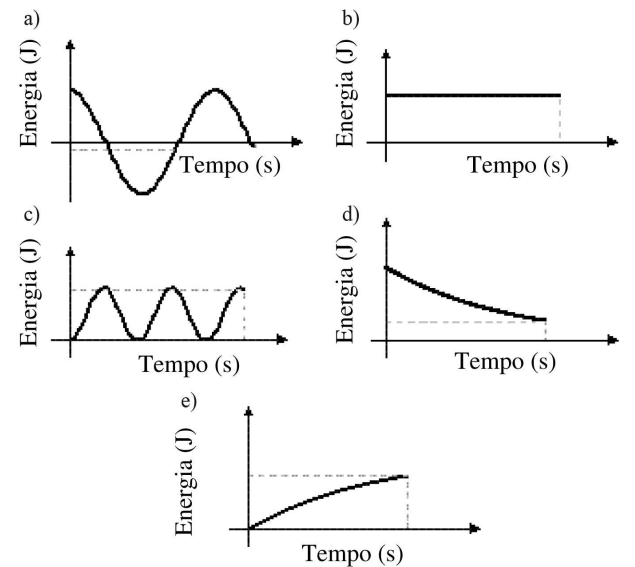 a)
Energia (J)
Tempo (s)
b)
Energia (J)
Tempo (s)
c)
Energia (J)
Tempo (s)
d)
Energia (J)
Tempo (s)
e)
Energia (J)
Tempo (s)